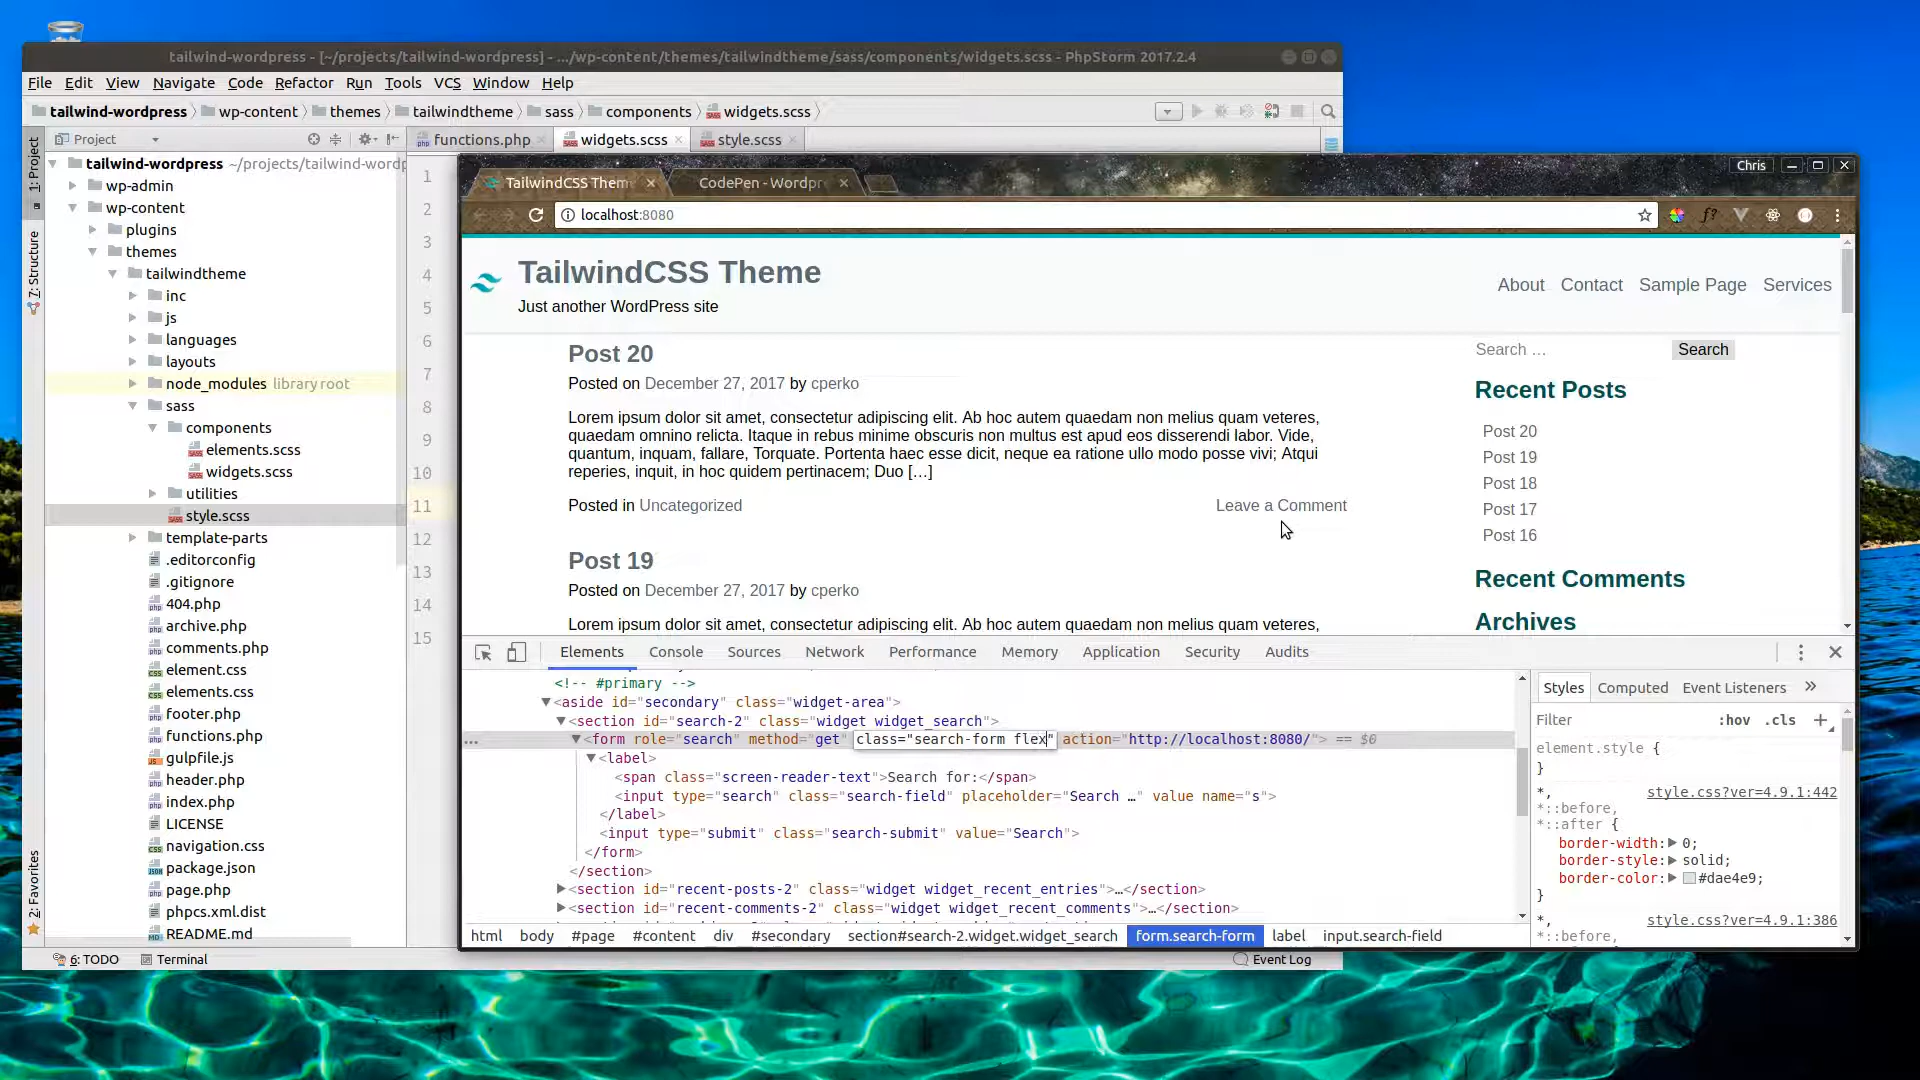 tailwind-wordpress - [~/projects/tailwind-wordpress] - .../wp-content/themes/tailwindtheme/sass/components/widgets.scss - PhpStorm 2017.2.4
File Edit View Navigate Code Refactor Run Tools VCS Window Help
tailwind-wordpress wp-content themes tailwindtheme sass components widgets.scss
Project
functions.php widgets.scss style.scss
1: Project
7: Structure
2: Favorites
tailwind-wordpress ~/projects/tailwind-wordp
wp-admin
wp-content
plugins
themes
tailwindtheme
inc
js
languages
layouts
node_modules library root
sass
components
elements.scss
widgets.scss
utilities
style.scss
template-parts
.editorconfig
.gitignore
404.php
archive.php
comments.php
element.css
elements.css
footer.php
functions.php
gulpfile.js
header.php
index.php
LICENSE
navigation.css
package.json
page.php
phpcs.xml.dist
README.md
1
2
3
4
5
6
7
8
9
10
11
12
13
14
15
6: TODO Terminal Event Log
Chris
TailwindCSS Them CodePen - Wordpr
localhost:8080
f?
TailwindCSS Theme
Just another WordPress site
About Contact Sample Page Services
Post 20
Posted on December 27, 2017 by cperko
Lorem ipsum dolor sit amet, consectetur adipiscing elit. Ab hoc autem quaedam non melius quam veteres,
quaedam omnino relicta. Itaque in rebus minime obscuris non multus est apud eos disserendi labor. Vide,
quantum, inquam, fallare, Torquate. Portenta haec esse dicit, neque ea ratione ullo modo posse vivi; Atqui
reperies, inquit, in hoc quidem pertinacem; Duo […]
Posted in Uncategorized Leave a Comment
Post 19
Posted on December 27, 2017 by cperko
Lorem ipsum dolor sit amet, consectetur adipiscing elit. Ab hoc autem quaedam non melius quam veteres,
Search … Search
Recent Posts
Post 20
Post 19
Post 18
Post 17
Post 16
Recent Comments
Archives
Elements Console Sources Network Performance Memory Application Security Audits
<!-- #primary -->
<aside id="secondary" class="widget-area">
<section id="search-2" class="widget widget_search">
... <form role="search" method="get" class="search-form flex" action="http://localhost:8080/"> == $0
<label>
<span class="screen-reader-text">Search for:</span>
<input type="search" class="search-field" placeholder="Search …" value name="s">
</label>
<input type="submit" class="search-submit" value="Search">
</form>
</section>
<section id="recent-posts-2" class="widget widget_recent_entries">…</section>
<section id="recent-comments-2" class="widget widget_recent_comments">…</section>
html body #page #content div #secondary section#search-2.widget.widget_search form.search-form label input.search-field
Styles Computed Event Listeners »
Filter :hov .cls +
element.style {
}
*, style.css?ver=4.9.1:442
*::before,
*::after {
border-width: 0;
border-style: solid;
border-color: #dae4e9;
}
*, style.css?ver=4.9.1:386
*::before,